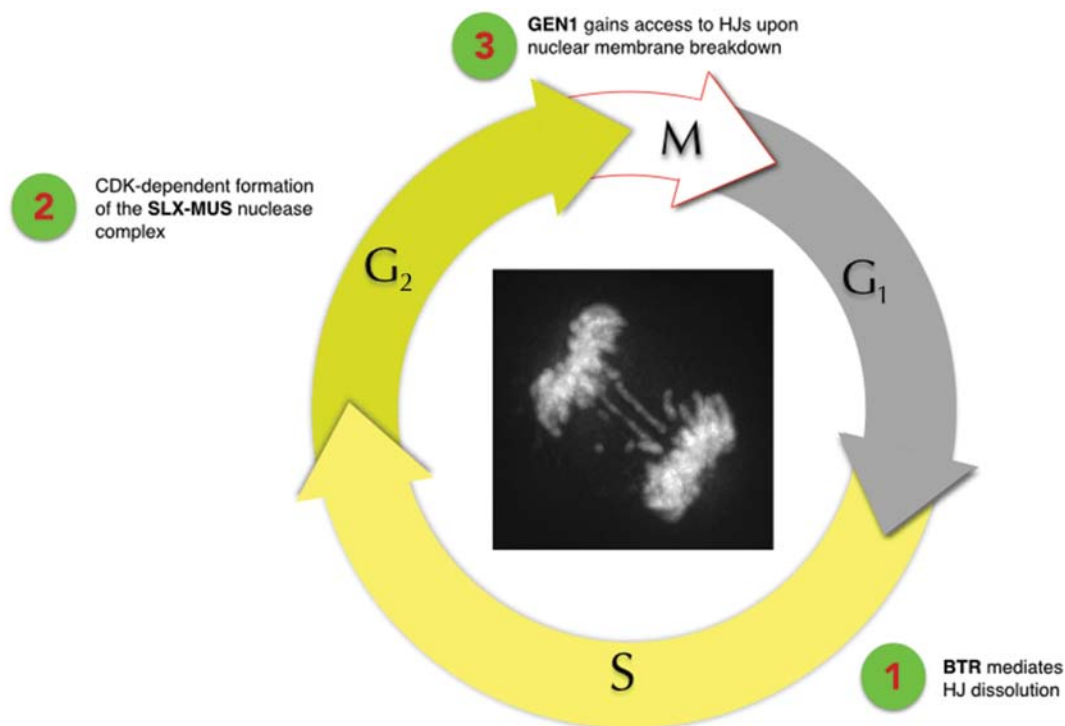 3
GEN1 gains access to HJs upon
nuclear membrane breakdown
M
2
CDK-dependent formation
of the SLX-MUS nuclease
complex
G₂
G₁
S
1
BTR mediates
HJ dissolution